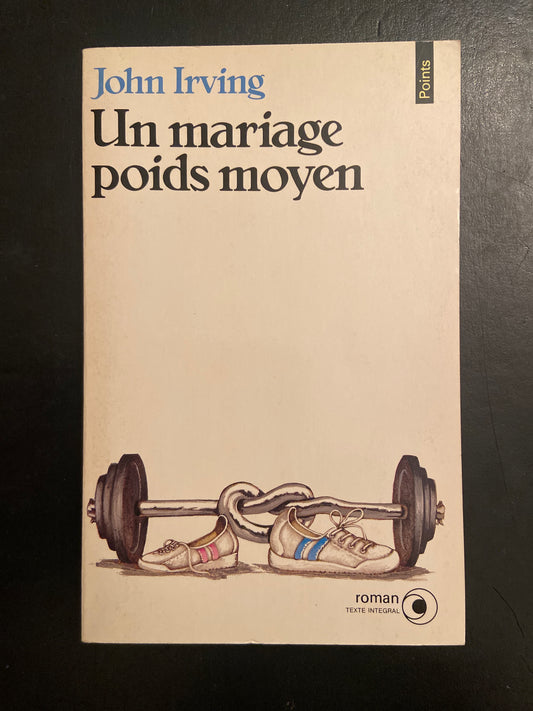 John Irving
Points
Un mariage
poids moyen
roman
TEXTE INTEGRAL